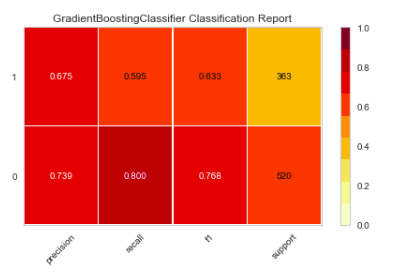 GradientBoostingClassifier Classification Report
1 0.675 0.595 0.633 363
0 0.739 0.800 0.768 520
precision recall f1 support
1.0
0.8
0.6
0.4
0.2
0.0